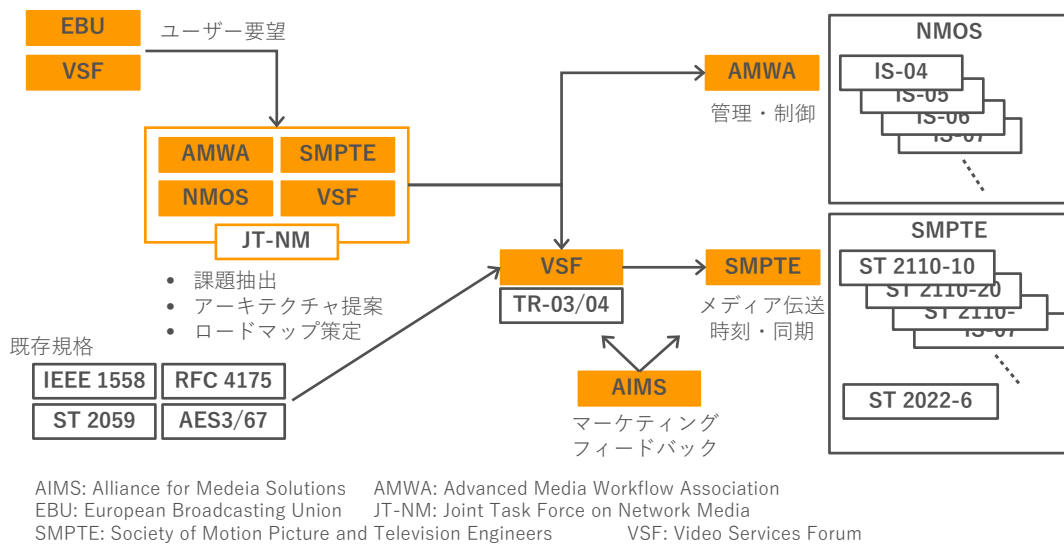 EBU
VSF
ユーザー要望
AMWA
SMPTE
NMOS
VSF
JT-NM
• 課題抽出
• アーキテクチャ提案
• ロードマップ策定
既存規格
IEEE 1558
RFC 4175
ST 2059
AES3/67
VSF
TR-03/04
AMWA
管理・制御
SMPTE
メディア伝送
時刻・同期
AIMS
マーケティング
フィードバック
NMOS
IS-04
IS-05
IS-06
IS-07
SMPTE
ST 2110-10
ST 2110-20
ST 2110-
IS-07
ST 2022-6
AIMS: Alliance for Medeia Solutions AMWA: Advanced Media Workflow Association
EBU: European Broadcasting Union JT-NM: Joint Task Force on Network Media
SMPTE: Society of Motion Picture and Television Engineers VSF: Video Services Forum